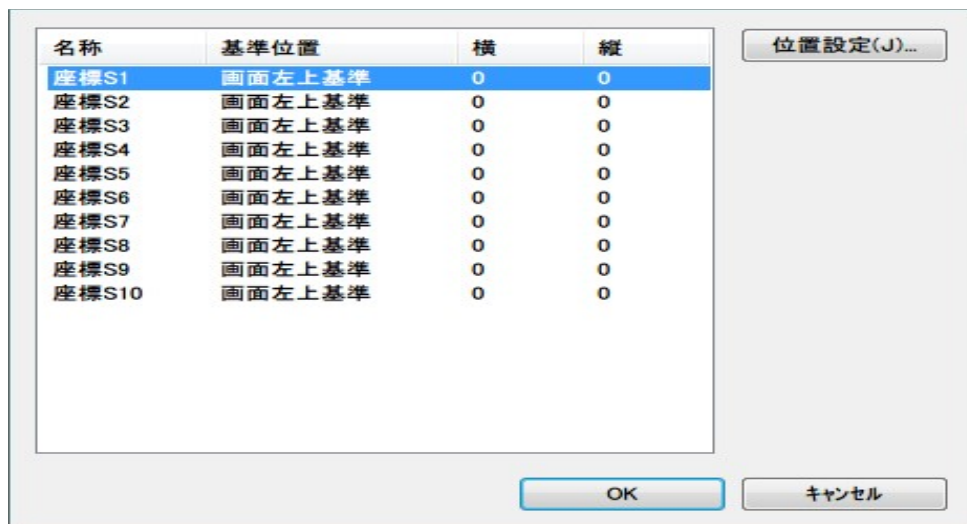 名称 基準位置 横 縦 位置設定(J)...
座標S1 画面左上基準 0 0
座標S2 画面左上基準 0 0
座標S3 画面左上基準 0 0
座標S4 画面左上基準 0 0
座標S5 画面左上基準 0 0
座標S6 画面左上基準 0 0
座標S7 画面左上基準 0 0
座標S8 画面左上基準 0 0
座標S9 画面左上基準 0 0
座標S10 画面左上基準 0 0
OK キャンセル